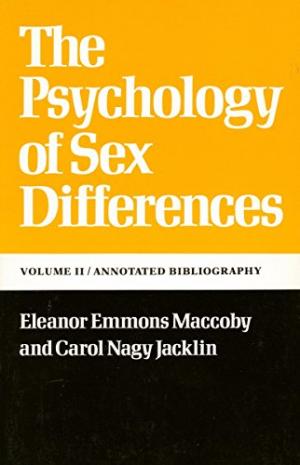 The
Psychology
of Sex
Differences
VOLUME II / ANNOTATED BIBLIOGRAPHY
Eleanor Emmons Maccoby
and Carol Nagy Jacklin